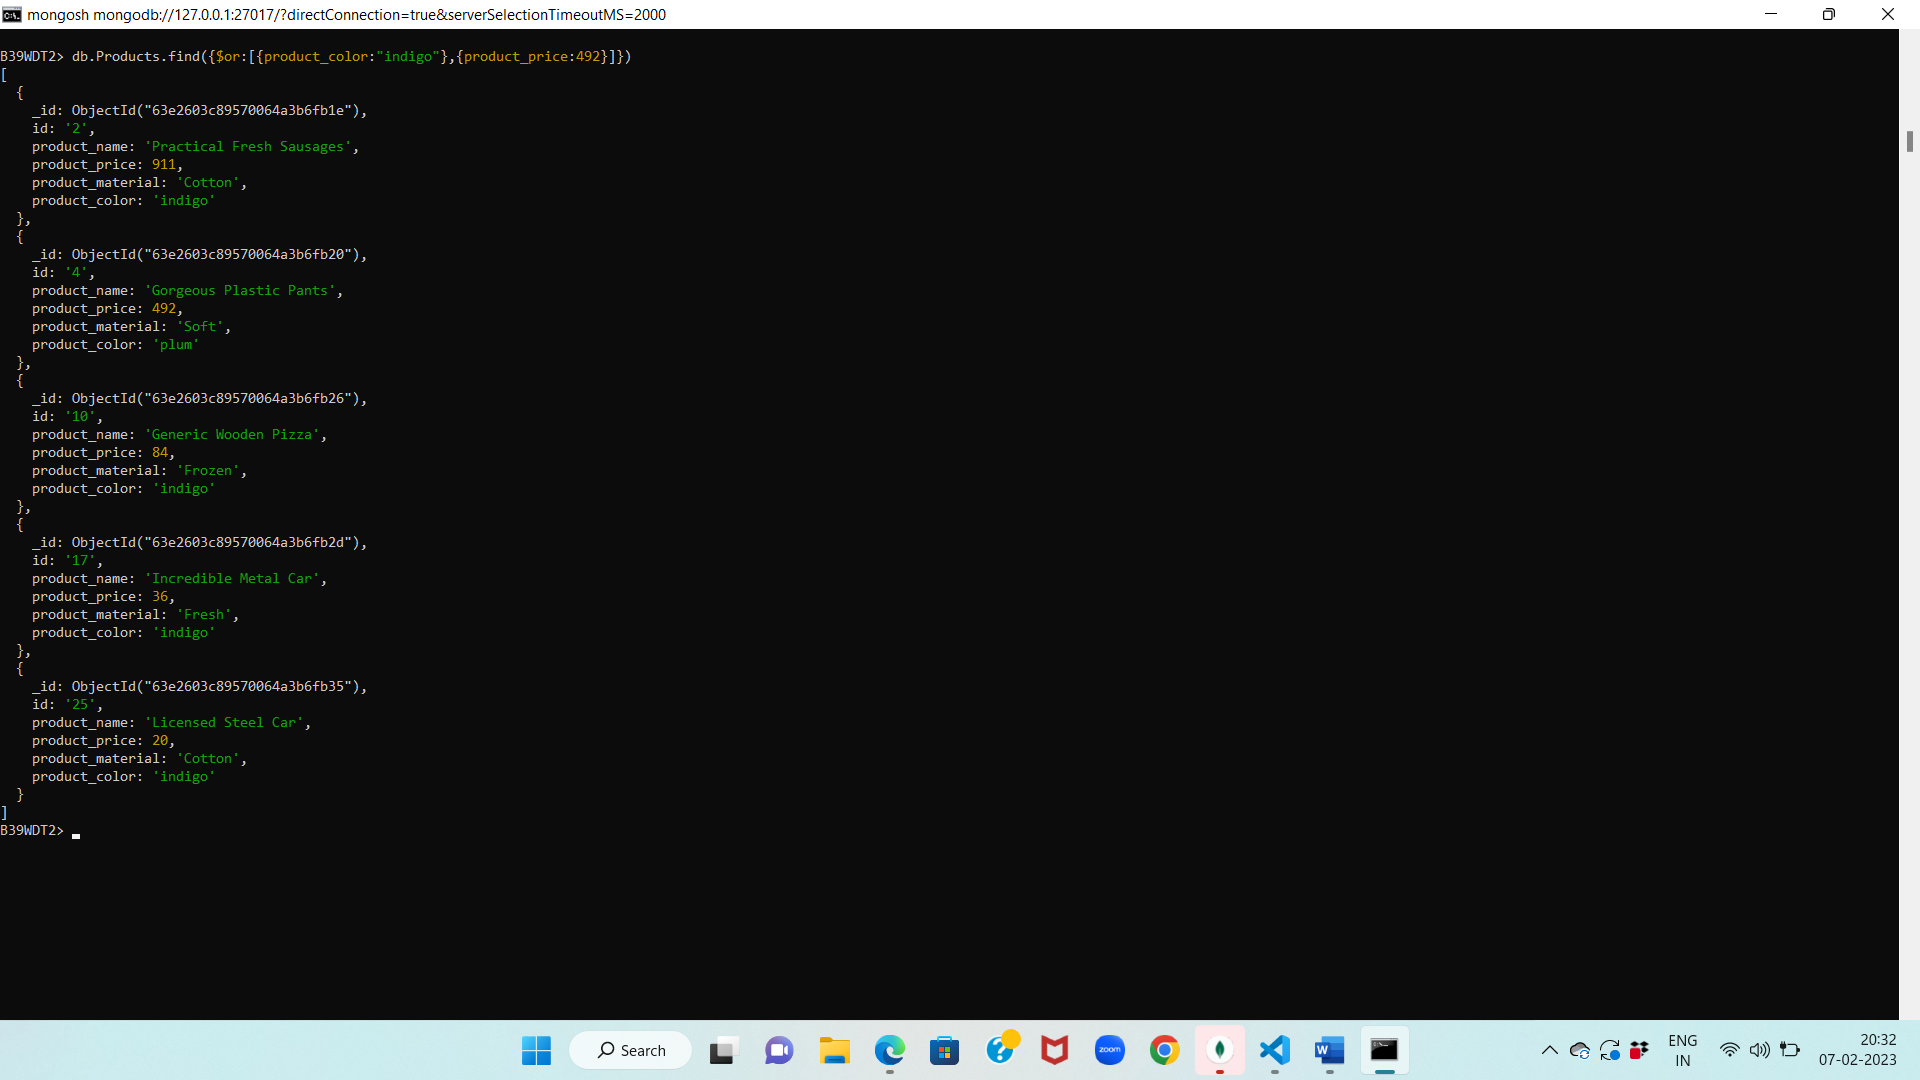 mongosh mongodb://127.0.0.1:27017/?directConnection=true&serverSelectionTimeoutMS=2000
B39WDT2> db.Products.find({$or:[{product_color:"indigo"},{product_price:492}]})
[
  {
    _id: ObjectId("63e2603c89570064a3b6fb1e"),
    id: '2',
    product_name: 'Practical Fresh Sausages',
    product_price: 911,
    product_material: 'Cotton',
    product_color: 'indigo'
  },
  {
    _id: ObjectId("63e2603c89570064a3b6fb20"),
    id: '4',
    product_name: 'Gorgeous Plastic Pants',
    product_price: 492,
    product_material: 'Soft',
    product_color: 'plum'
  },
  {
    _id: ObjectId("63e2603c89570064a3b6fb26"),
    id: '10',
    product_name: 'Generic Wooden Pizza',
    product_price: 84,
    product_material: 'Frozen',
    product_color: 'indigo'
  },
  {
    _id: ObjectId("63e2603c89570064a3b6fb2d"),
    id: '17',
    product_name: 'Incredible Metal Car',
    product_price: 36,
    product_material: 'Fresh',
    product_color: 'indigo'
  },
  {
    _id: ObjectId("63e2603c89570064a3b6fb35"),
    id: '25',
    product_name: 'Licensed Steel Car',
    product_price: 20,
    product_material: 'Cotton',
    product_color: 'indigo'
  }
]
B39WDT2>
Search
zoom
ENG
IN
20:32
07-02-2023